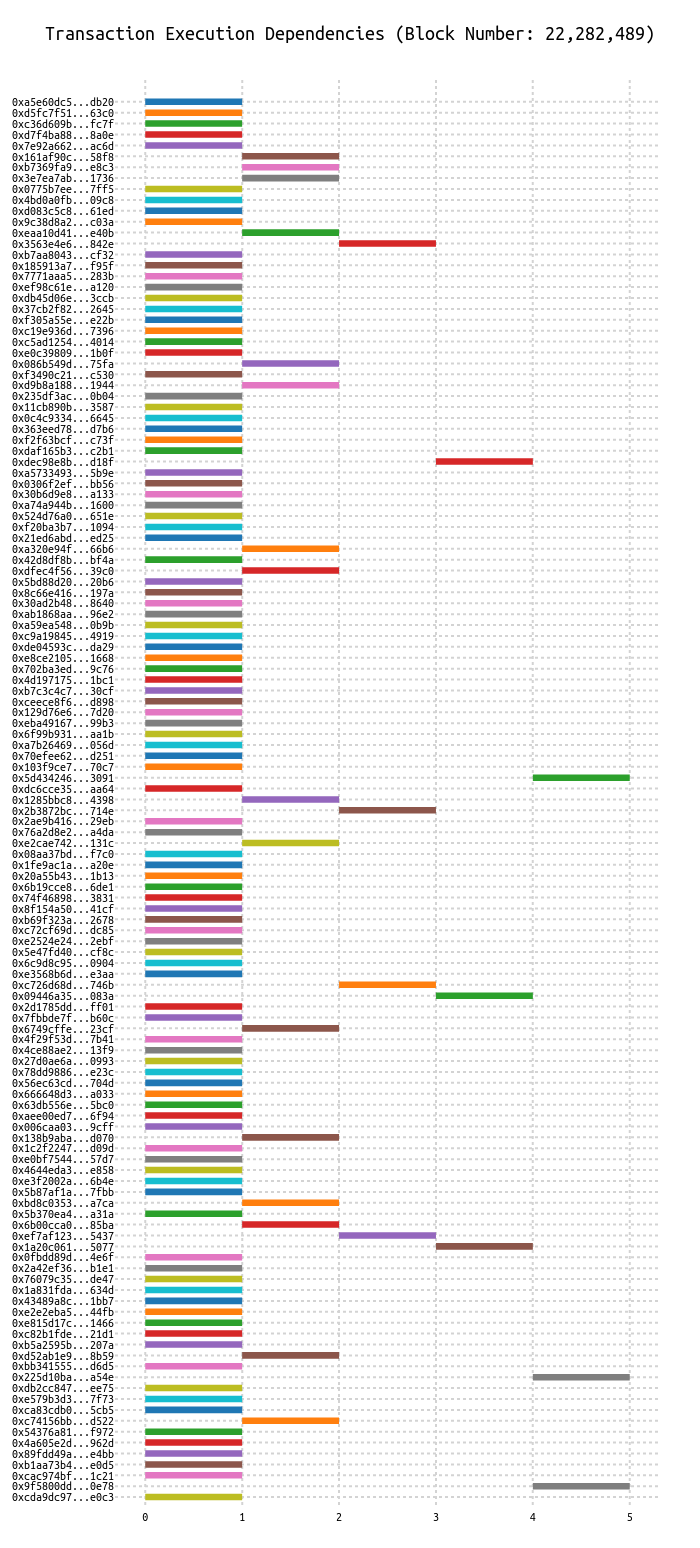 Transaction Execution Dependencies (Block Number: 22,282,489)
0xa5e60dc5...db20
0xd5fc7f51...63c0
0xc36d609b...fc7f
0xd7f4ba88...8a0e
0x7e92a662...ac6d
0x161af90c...58f8
0xb7369fa9...e8c3
0x3e7ea7ab...1736
0x0775b7ee...7ff5
0x4bd0a0fb...09c8
0xd083c5c8...61ed
0x9c38d8a2...c03a
0xeaa10d41...e40b
0x3563e4e6...842e
0xb7aa8043...cf32
0x185913a7...f95f
0x7771aaa5...283b
0xef98c61e...a120
0xdb45d06e...3ccb
0x37cb2f82...2645
0xf305a55e...e22b
0xc19e936d...7396
0xc5ad1254...4014
0xe0c39809...1b0f
0x086b549d...75fa
0xf3490c21...c530
0xd9b8a188...1944
0x235df3ac...0b04
0x11cb890b...3587
0x0c4c9334...6645
0x363eed78...d7b6
0xf2f63bcf...c73f
0xdaf165b3...c2b1
0xdec98e8b...d18f
0xa5733493...5b9e
0x0306f2ef...bb56
0x30b6d9e8...a133
0xa74a944b...1600
0x524d76a0...651e
0xf20ba3b7...1094
0x21ed6abd...ed25
0xa320e94f...66b6
0x42d8df8b...bf4a
0xdfec4f56...39c0
0x5bd88d20...20b6
0x8c66e416...197a
0x30ad2b48...8640
0xab1868aa...96e2
0xa59ea548...0b9b
0xc9a19845...4919
0xde04593c...da29
0xe8ce2105...1668
0x702ba3ed...9c76
0x4d197175...1bc1
0xb7c3c4c7...30cf
0xceece8f6...d898
0x129d76e6...7d20
0xeba49167...99b3
0x6f99b931...aa1b
0xa7b26469...056d
0x70efee62...d251
0x103f9ce7...70c7
0x5d434246...3091
0xdc6cce35...aa64
0x1285bbc8...4398
0x2b3872bc...714e
0x2ae9b416...29eb
0x76a2d8e2...a4da
0xe2cae742...131c
0x08aa37bd...f7c0
0x1fe9ac1a...a20e
0x20a55b43...1b13
0x6b19cce8...6de1
0x74f46898...3831
0x8f154a50...41cf
0xb69f323a...2678
0xc72cf69d...dc85
0xe2524e24...2ebf
0x5e47fd40...cf8c
0x6c9d8c95...0904
0xe3568b6d...e3aa
0xc726d68d...746b
0x09446a35...083a
0x2d1785dd...ff01
0x7fbbde7f...b60c
0x6749cffe...23cf
0x4f29f53d...7b41
0x4ce88ae2...13f9
0x27d0ae6a...0993
0x78dd9886...e23c
0x56ec63cd...704d
0x666648d3...a033
0x63db556e...5bc0
0xaee00ed7...6f94
0x006caa03...9cff
0x138b9aba...d070
0x1c2f2247...d09d
0xe0bf7544...57d7
0x4644eda3...e858
0xe3f2002a...6b4e
0x5b87af1a...7fbb
0xbd8c0353...a7ca
0x5b370ea4...a31a
0x6b00cca0...85ba
0xef7af123...5437
0x1a20c061...5077
0x0fbdd89d...4e6f
0x2a42ef36...b1e1
0x76079c35...de47
0x1a831fda...634d
0x43489a8c...1bb7
0xe2e2eba5...44fb
0xe815d17c...1466
0xc82b1fde...21d1
0xb5a2595b...207a
0xd52ab1e9...8b59
0xbb341555...d6d5
0x225d10ba...a54e
0xdb2cc847...ee75
0xe579b3d3...7f73
0xca83cdb0...5cb5
0xc74156bb...d522
0x54376a81...f972
0x4a605e2d...962d
0x89fdd49a...e4bb
0xb1aa73b4...e0d5
0xcac974bf...1c21
0x9f5800dd...0e78
0xcda9dc97...e0c3
0 1 2 3 4 5